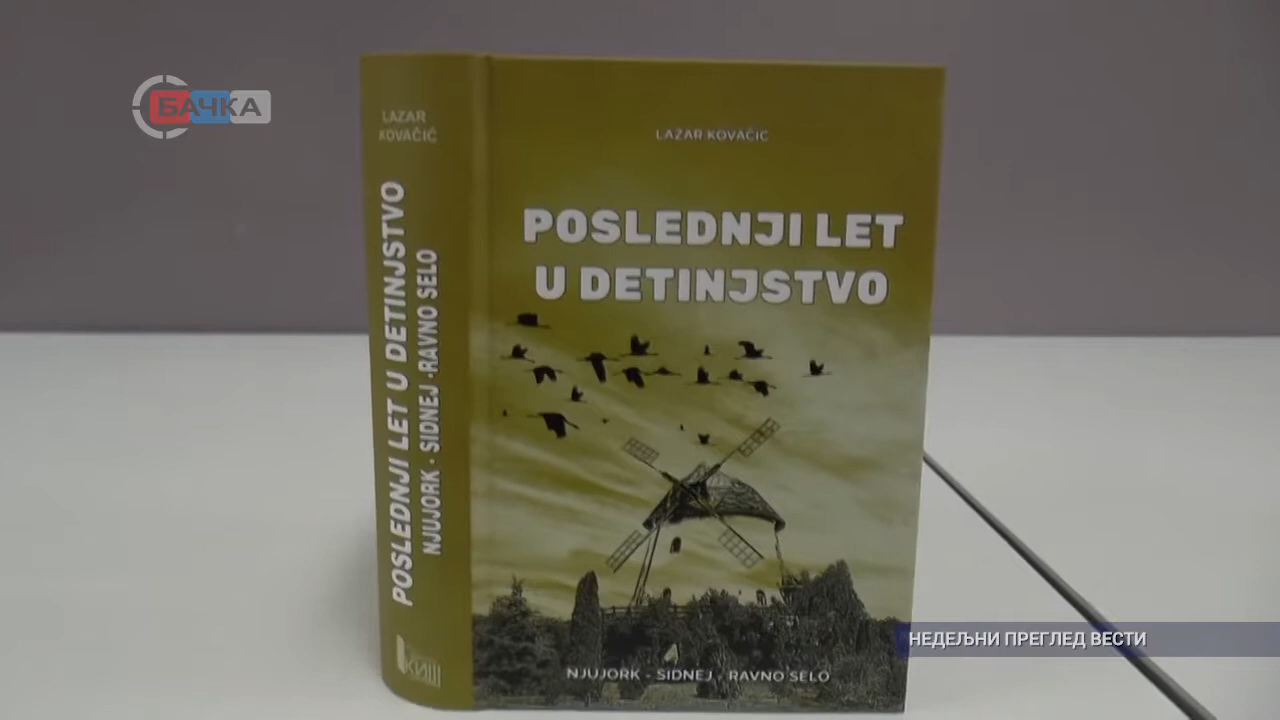 БАЧКА
LAZAR
KOVAČIĆ
POSLEDNJI LET U DETINJSTVO
NJUJORK · SIDNEJ · RAVNO SELO
КИШ
LAZAR KOVAČIĆ
POSLEDNJI LET
U DETINJSTVO
NJUJORK - SIDNEJ - RAVNO SELO
НЕДЕЉНИ ПРЕГЛЕД ВЕСТИ